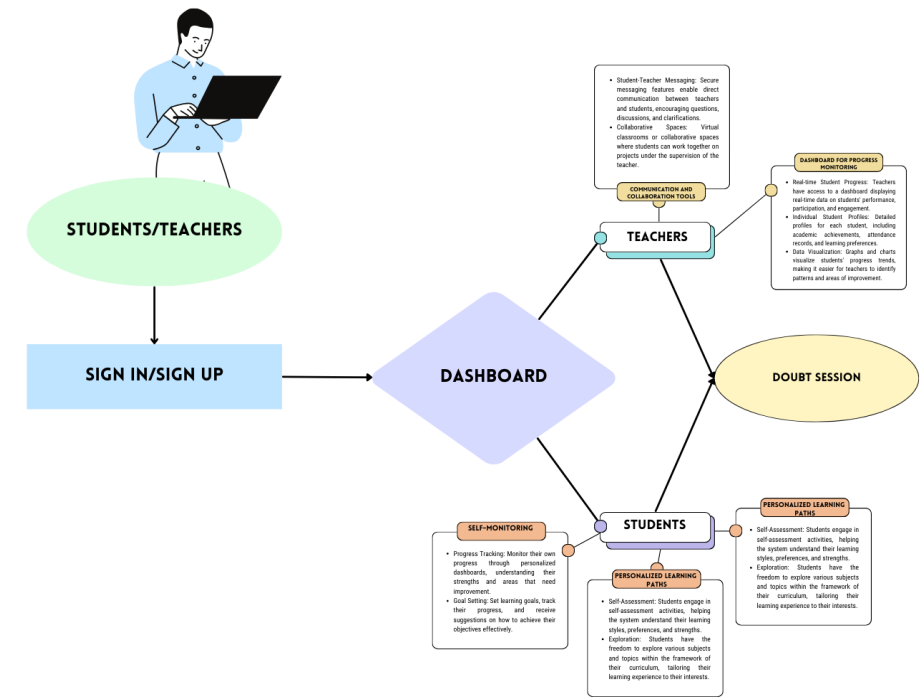 • Student-Teacher Messaging: Secure
messaging features enable direct
communication between teachers
and students, encouraging questions,
discussions, and clarifications.
• Collaborative Spaces: Virtual
classrooms or collaborative spaces
where students can work together on
projects under the supervision of the
teacher.
COMMUNICATION AND
COLLABORATION TOOLS
DASHBOARD FOR PROGRESS
MONITORING
• Real-time Student Progress: Teachers
have access to a dashboard displaying
real-time data on students' performance,
participation, and engagement.
• Individual Student Profiles: Detailed
profiles for each student, including
academic achievements, attendance
records, and learning preferences.
• Data Visualization: Graphs and charts
visualize students' progress trends,
making it easier for teachers to identify
patterns and areas of improvement.
STUDENTS/TEACHERS
TEACHERS
SIGN IN/SIGN UP
DASHBOARD
DOUBT SESSION
STUDENTS
SELF-MONITORING
• Progress Tracking: Monitor their own
progress through personalized
dashboards, understanding their
strengths and areas that need
improvement.
• Goal Setting: Set learning goals, track
their progress, and receive
suggestions on how to achieve their
objectives effectively.
PERSONALIZED LEARNING
PATHS
• Self-Assessment: Students engage in
self-assessment activities, helping
the system understand their learning
styles, preferences, and strengths.
• Exploration: Students have the
freedom to explore various subjects
and topics within the framework of
their curriculum, tailoring their
learning experience to their interests.
PERSONALIZED LEARNING
PATHS
• Self-Assessment: Students engage in
self-assessment activities, helping
the system understand their learning
styles, preferences, and strengths.
• Exploration: Students have the
freedom to explore various subjects
and topics within the framework of
their curriculum, tailoring their
learning experience to their interests.